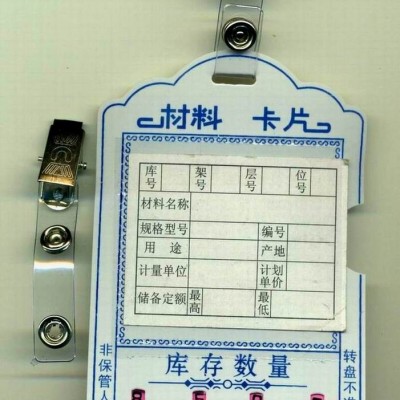 材料 卡片
库号 架号 层号 位号
材料名称
规格型号 编号
用途 产地
计量单位 计划单价
储备定额 最高 最低
库存数量
非保管人
转盘不准